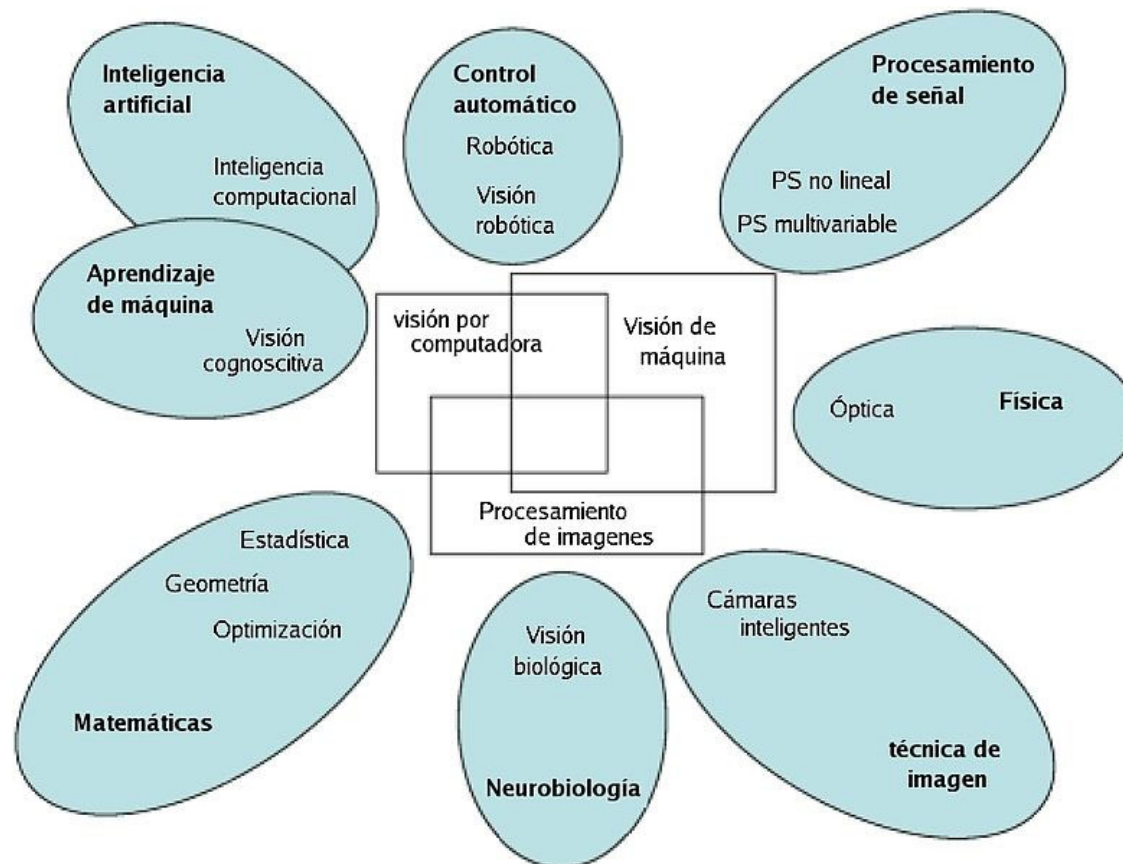 Inteligencia
artificial
Inteligencia
computacional
Control
automático
Robótica
Visión
robótica
Procesamiento
de señal
PS no lineal
PS multivariable
Aprendizaje
de máquina
Visión
cognoscitiva
visión por
computadora
Visión de
máquina
Procesamiento
de imagenes
Óptica
Física
Estadística
Geometría
Optimización
Matemáticas
Visión
biológica
Neurobiología
Cámaras
inteligentes
técnica de
imagen